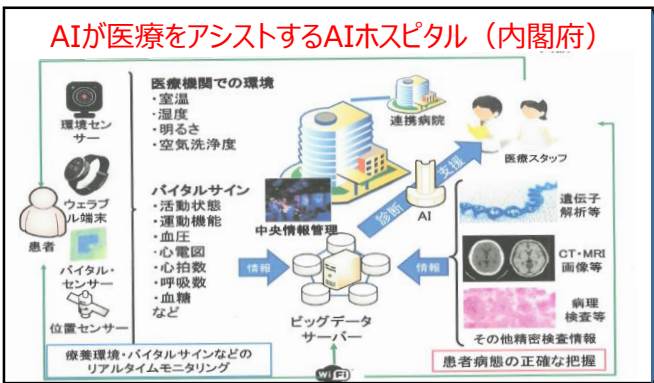 AIが医療をアシストするAIホスピタル（内閣府）
環境セン
サー
ウェラブ
ル端末
患者
バイタル・
センサー
位置センサー
医療機関での環境
・室温
・湿度
・明るさ
・空気洗浄度
バイタルサイン
・活動状態
・運動機能
・血圧
・心電図
・心拍数
・呼吸数
・血糖
など
療養環境・バイタルサインなどの
リアルタイムモニタリング
連携病院
中央情報管理
情報
診断
支援
AI
情報
ビッグデータ
サーバー
WiFi
医療スタッフ
遺伝子
解析等
CT・MRI
画像等
病理
検査等
その他精密検査情報
患者病態の正確な把握